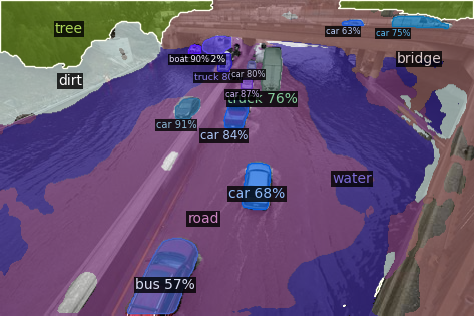 tree
car 63%
car 75%
bridge
boat 90%
2%
truck 80
car 80%
dirt
car 87%
truck 76%
car 91%
car 84%
water
car 68%
road
bus 57%